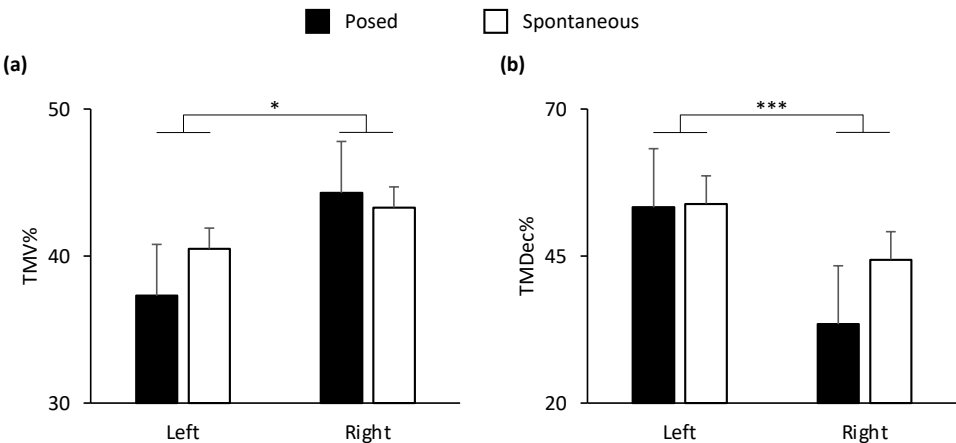 Posed Spontaneous
(a) (b)
50
*
40
30
TMV%
Left Right
70
***
45
20
TMDec%
Left Right